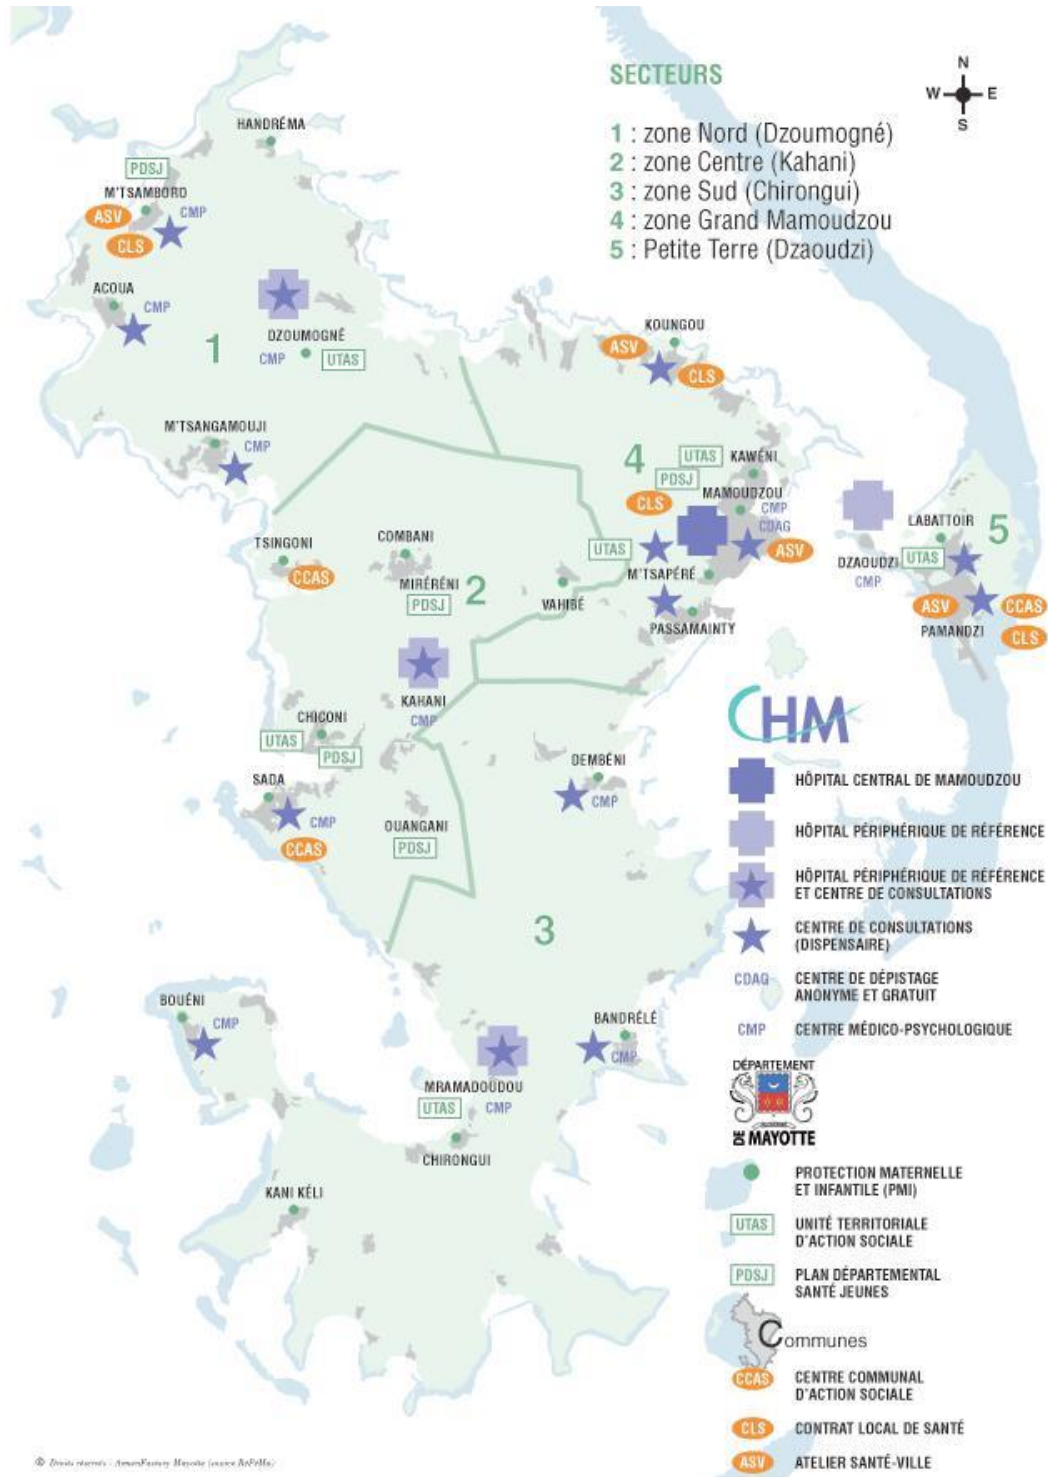 SECTEURS
1 : zone Nord (Dzoumogné)
2 : zone Centre (Kahani)
3 : zone Sud (Chirongui)
4 : zone Grand Mamoudzou
5 : Petite Terre (Dzaoudzi)
N
W
E
S
HANDRÉMA
PDSJ
M'TSAMBORO
ASV
CMP
CLS
ACOUA
CMP
1
DZOUMOGNÉ
CMP
UTAS
KOUNGOU
ASV
CLS
M'TSANGAMOUJI
CMP
4
UTAS
KAWÉNI
PDSJ
MAMOUDZOU
CLS
CMP
CDAG
ASV
UTAS
M'TSAPÉRÉ
PASSAMAINTY
LABATTOIR
5
DZAOUDZI
UTAS
CMP
ASV
CCAS
PAMANDZI
CLS
TSINGONI
CCAS
COMBANI
MIRÉRÉNI
PDSJ
2
VAHIBÉ
KAHANI
CMP
CHICONI
UTAS
PDSJ
SADA
CMP
CCAS
OUANGANI
PDSJ
DEMBÉNI
CMP
3
BOUÉNI
CMP
BANDRÉLÉ
CMP
MRAMADOUDOU
UTAS
CMP
CHIRONGUI
KANI KÉLI
CHM
HÔPITAL CENTRAL DE MAMOUDZOU
HÔPITAL PÉRIPHÉRIQUE DE RÉFÉRENCE
HÔPITAL PÉRIPHÉRIQUE DE RÉFÉRENCE
ET CENTRE DE CONSULTATIONS
CENTRE DE CONSULTATIONS
(DISPENSAIRE)
CDAG CENTRE DE DÉPISTAGE
ANONYME ET GRATUIT
CMP CENTRE MÉDICO-PSYCHOLOGIQUE
DÉPARTEMENT
DE MAYOTTE
PROTECTION MATERNELLE
ET INFANTILE (PMI)
UTAS UNITÉ TERRITORIALE
D'ACTION SOCIALE
PDSJ PLAN DÉPARTEMENTAL
SANTÉ JEUNES
Communes
CCAS CENTRE COMMUNAL
D'ACTION SOCIALE
CLS CONTRAT LOCAL DE SANTÉ
ASV ATELIER SANTÉ-VILLE
© Droits réservés - AmenFactory Mayotte (source RéPéMa)